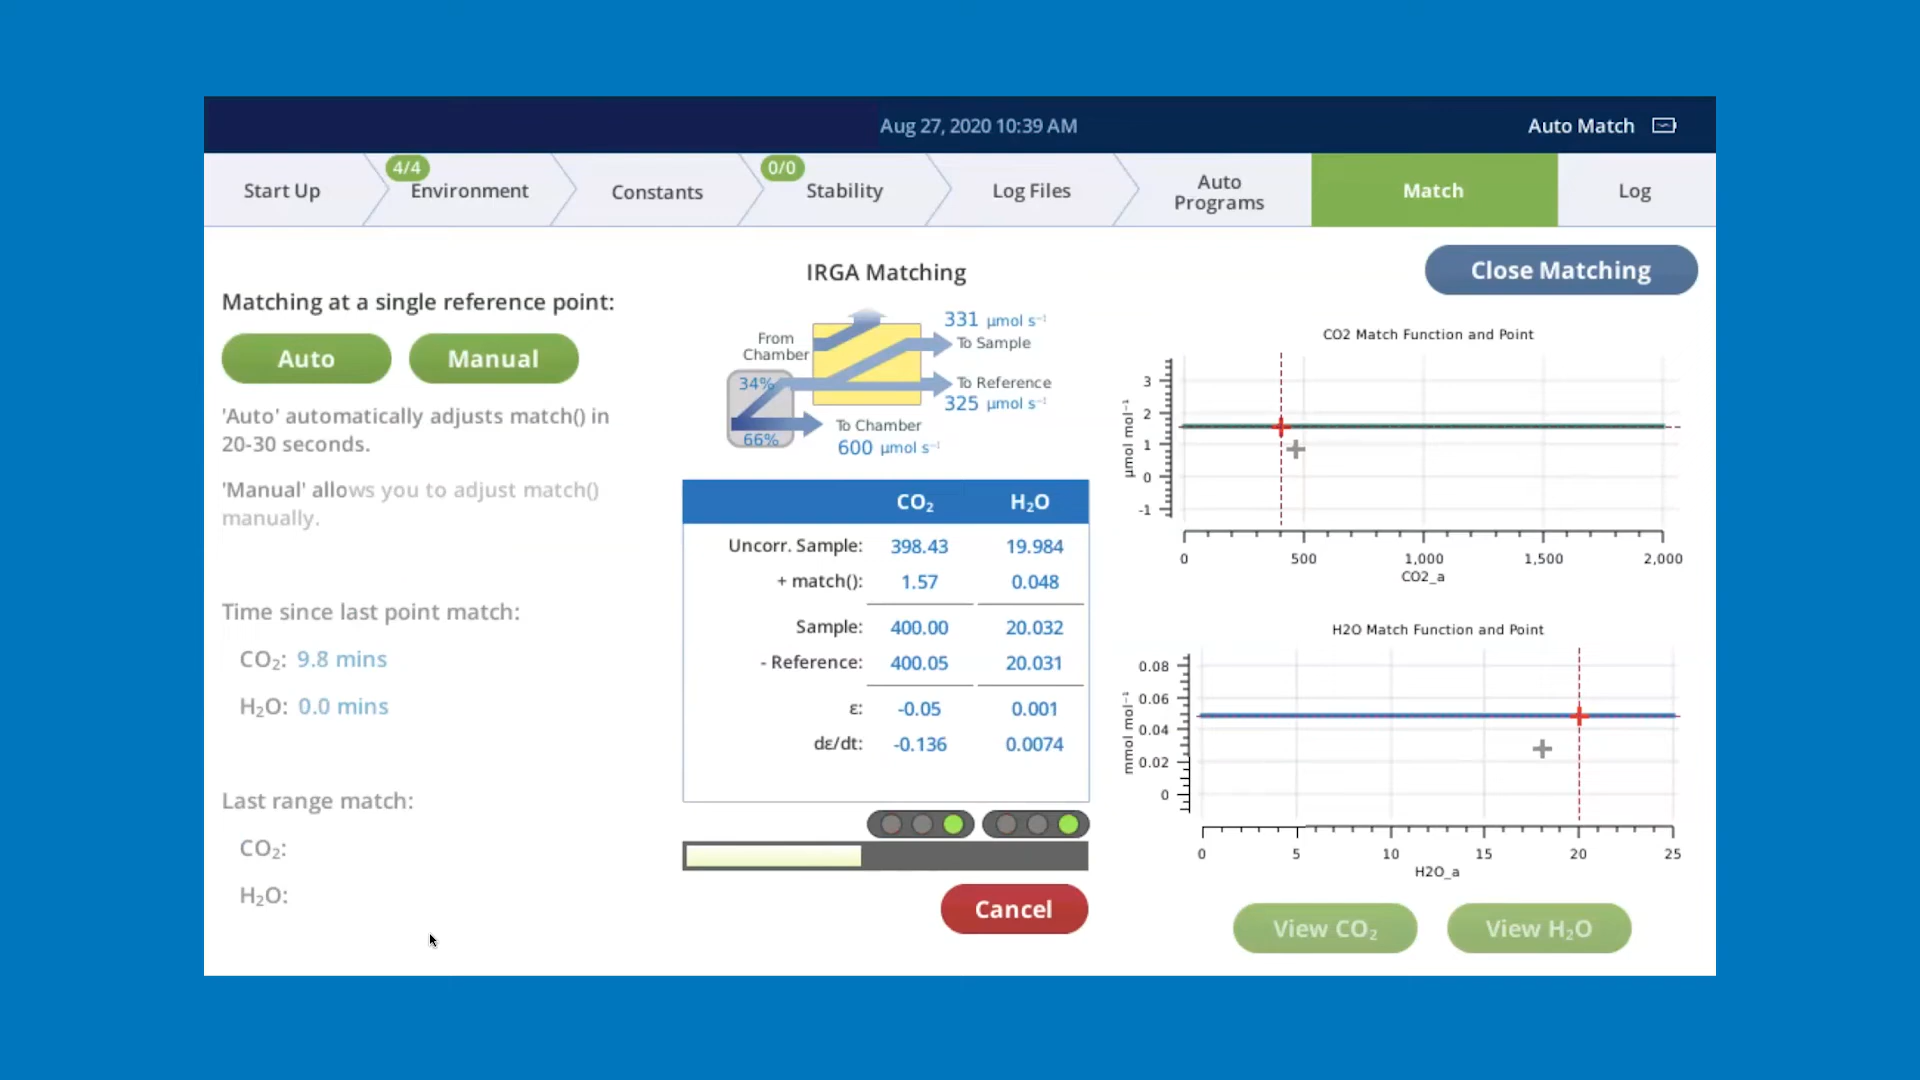 Aug 27, 2020 10:39 AM
Auto Match
Start Up
4/4
Environment
Constants
0/0
Stability
Log Files
Auto
Programs
Match
Log
Matching at a single reference point:
Auto
Manual
'Auto' automatically adjusts match() in
20-30 seconds.
'Manual' allows you to adjust match()
manually.
Time since last point match:
CO₂: 9.8 mins
H₂O: 0.0 mins
Last range match:
CO₂:
H₂O:
IRGA Matching
From
Chamber
331 µmol s⁻¹
To Sample
34%
To Reference
325 µmol s⁻¹
66%
To Chamber
600 µmol s⁻¹
CO₂ H₂O
Uncorr. Sample: 398.43 19.984
+ match(): 1.57 0.048
Sample: 400.00 20.032
- Reference: 400.05 20.031
ε: -0.05 0.001
dε/dt: -0.136 0.0074
Cancel
Close Matching
CO2 Match Function and Point
µmol mol⁻¹
3
2
1
0
-1
0 500 1,000 1,500 2,000
CO2_a
H2O Match Function and Point
mmol mol⁻¹
0.08
0.06
0.04
0.02
0
0 5 10 15 20 25
H2O_a
View CO₂
View H₂O